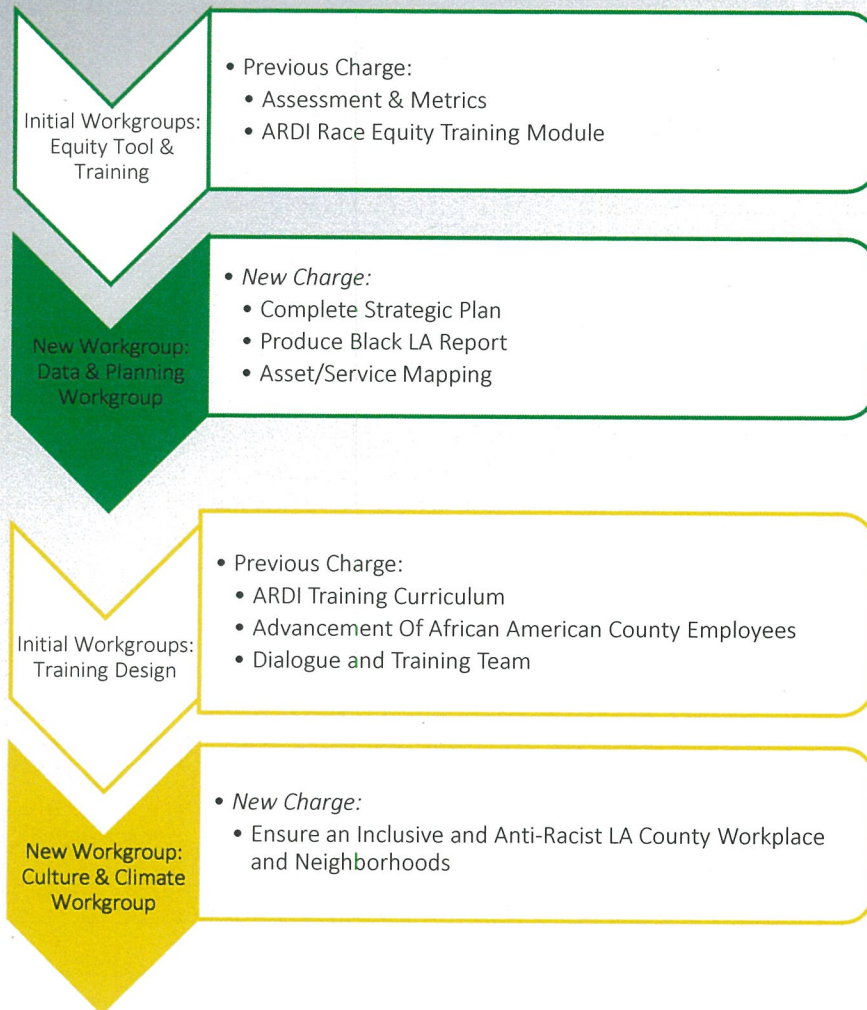 Initial Workgroups:
Equity Tool &
Training
• Previous Charge:
• Assessment & Metrics
• ARDI Race Equity Training Module
New Workgroup:
Data & Planning
Workgroup
• New Charge:
• Complete Strategic Plan
• Produce Black LA Report
• Asset/Service Mapping
Initial Workgroups:
Training Design
• Previous Charge:
• ARDI Training Curriculum
• Advancement Of African American County Employees
• Dialogue and Training Team
New Workgroup:
Culture & Climate
Workgroup
• New Charge:
• Ensure an Inclusive and Anti-Racist LA County Workplace
and Neighborhoods